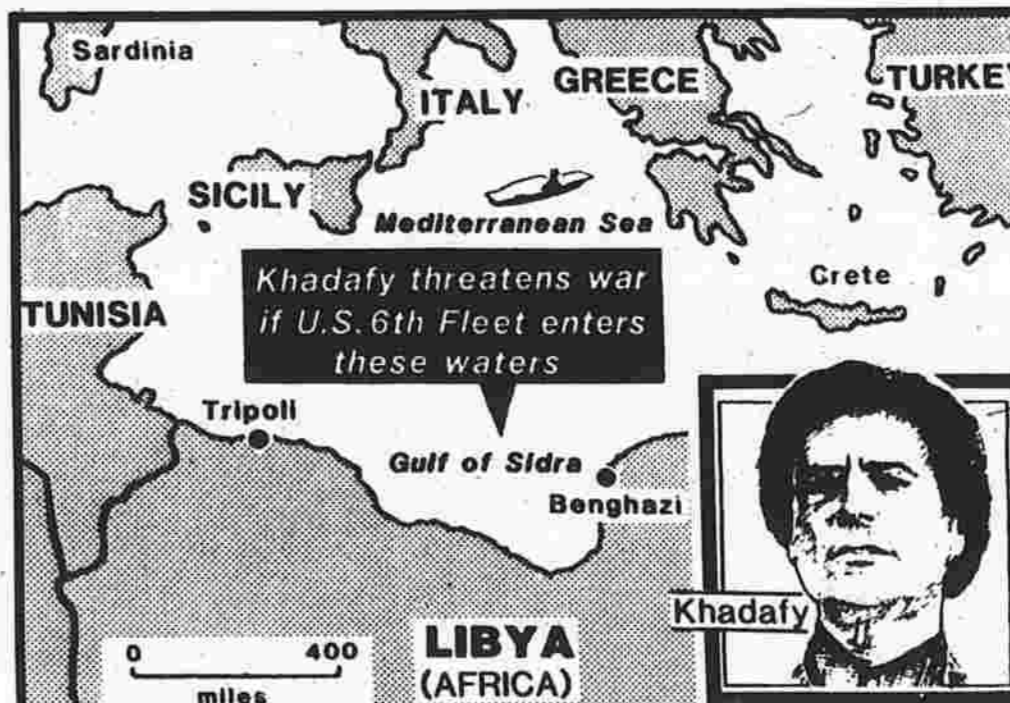 Sardinia
ITALY
GREECE
TURKEY
SICILY
Mediterranean Sea
Khadafy threatens war
if U.S. 6th Fleet enters
these waters
Crete
TUNISIA
Tripoli
Gulf of Sidra
Benghazi
Khadafy
0 400
miles
LIBYA
(AFRICA)